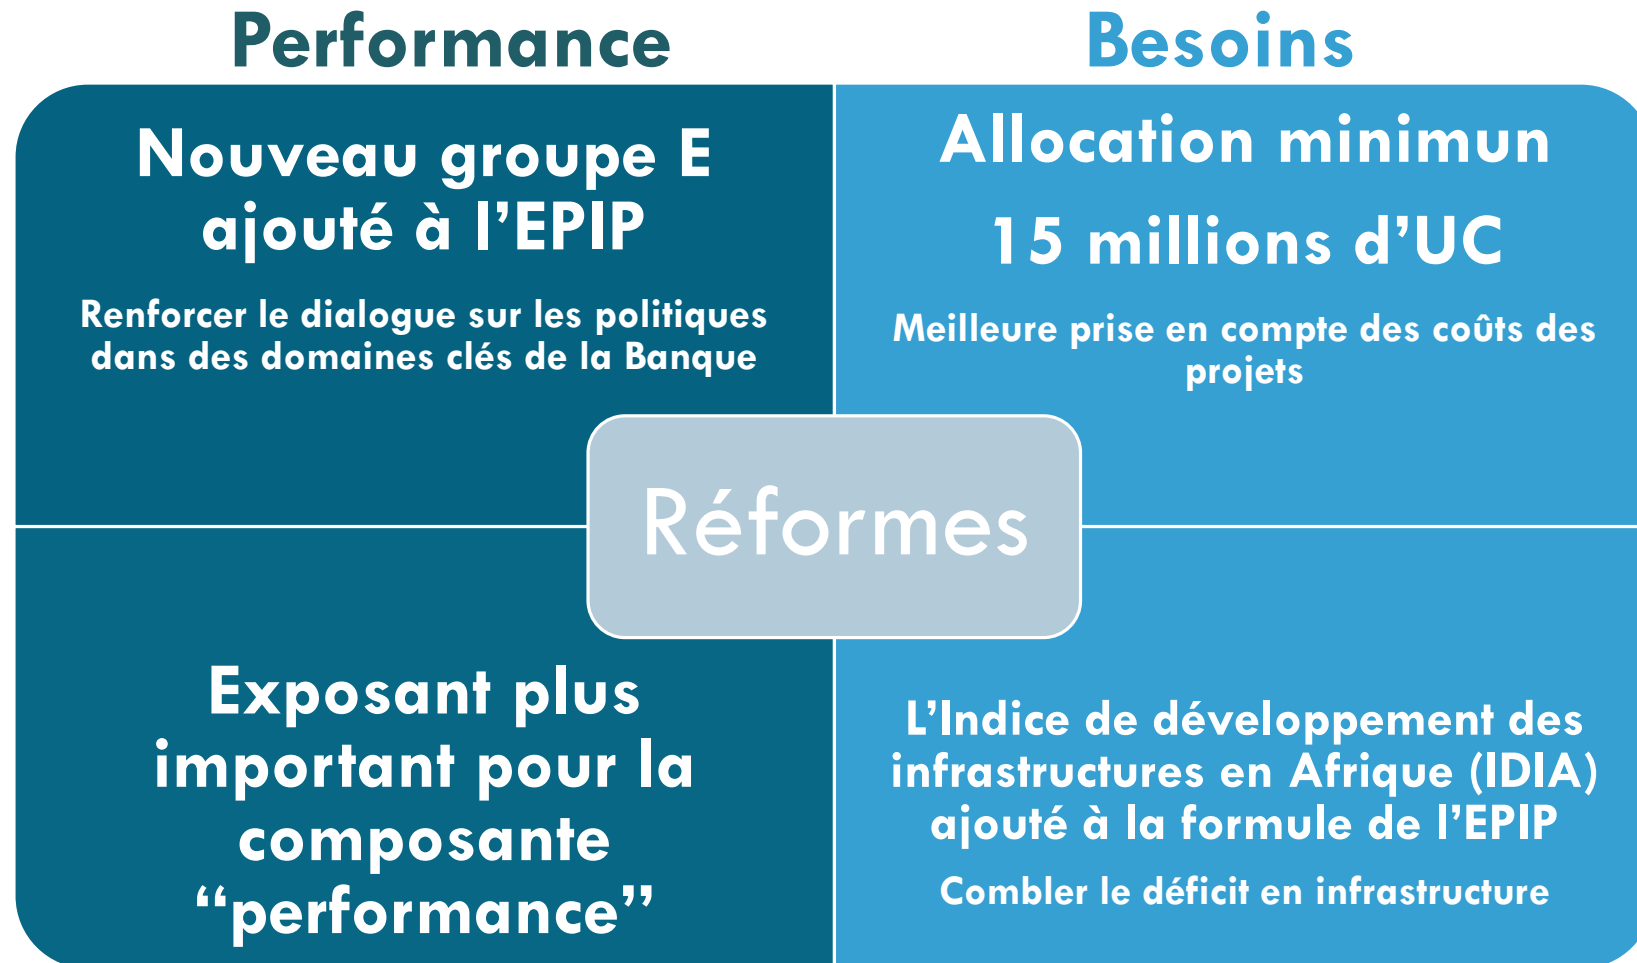 Performance
Besoins
Nouveau groupe E
ajouté à l’EPIP
Renforcer le dialogue sur les politiques
dans des domaines clés de la Banque
Allocation minimun
15 millions d’UC
Meilleure prise en compte des coûts des
projets
Réformes
Exposant plus
important pour la
composante
“performance”
L’Indice de développement des
infrastructures en Afrique (IDIA)
ajouté à la formule de l’EPIP
Combler le déficit en infrastructure